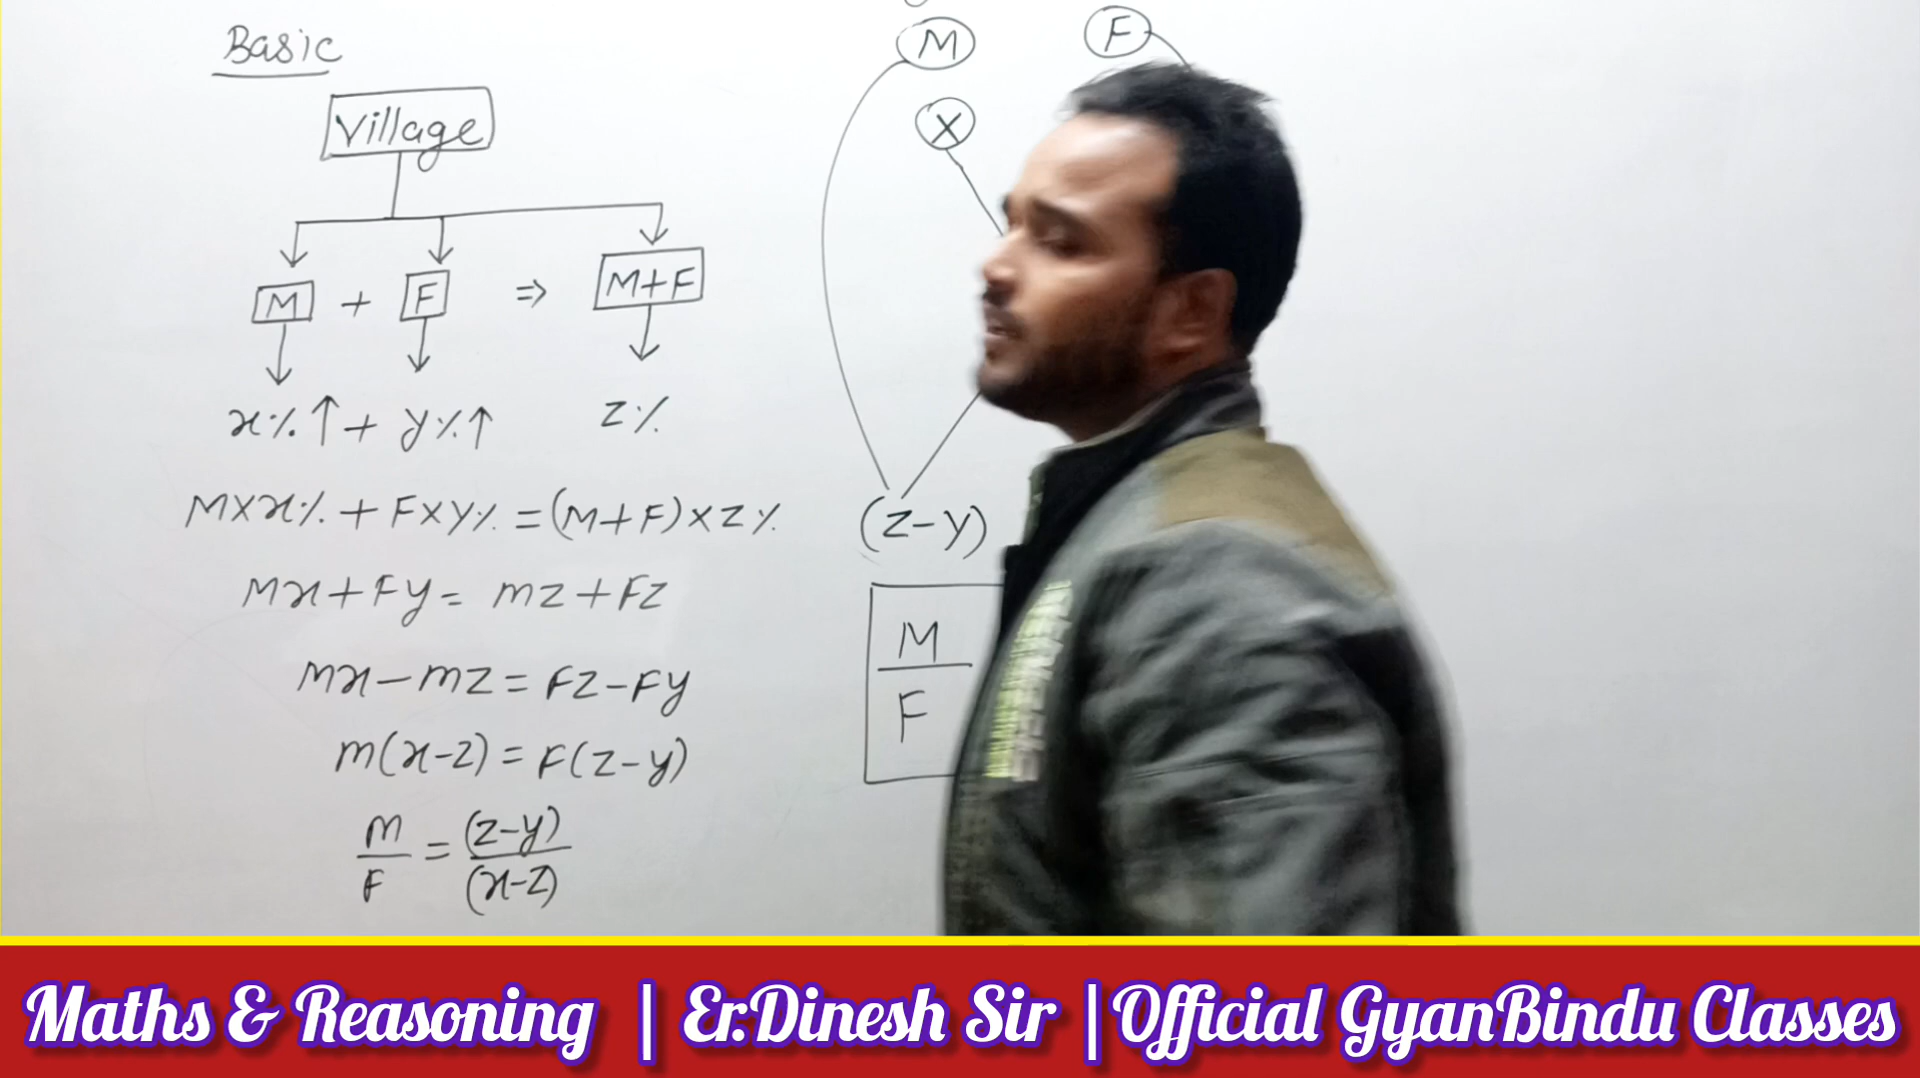 Basic
Village
M + F ⇒ M+F
x%↑ + y%↑ z%
M×x% + F×y% = (M+F)×z%
Mx+Fy = mz+Fz
Mx-mz = Fz-Fy
m(x-z) = F(z-y)
m/F = (z-y)/(x-z)
M F
X
(z-y)
M
F
Maths & Reasoning | Er.Dinesh Sir | Official GyanBindu Classes